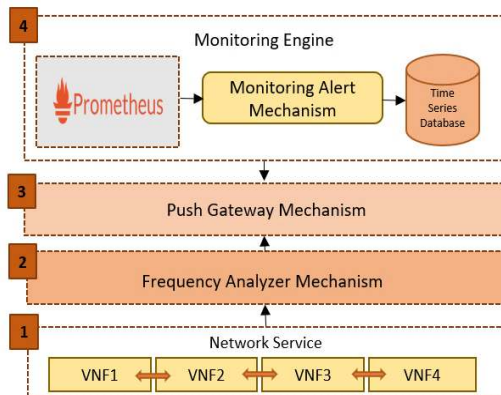 4
Monitoring Engine
Prometheus
Monitoring Alert
Mechanism
Time
Series
Database
3
Push Gateway Mechanism
2
Frequency Analyzer Mechanism
1
Network Service
VNF1
VNF2
VNF3
VNF4